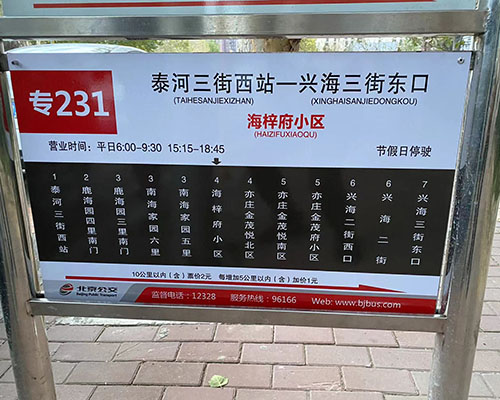 专231
泰河三街西站—兴海三街东口
(TAIHESANJIEXIZHAN) (XINGHAISANJIEDONGKOU)
海梓府小区
(HAIZIFUXIAOQU)
营业时间：平日6:00-9:30 15:15-18:45 节假日停驶
1 泰河三街西站
2 鹿海园四里南门
3 鹿海园三里南门
3 南海家园六里
3 南海家园五里
4 海梓府小区
4 亦庄金茂悦北区
5 亦庄金茂悦南区
5 亦庄金茂府小区
6 兴海二街西口
6 兴海二街
7 兴海三街东口
10公里以内（含）票价2元 每增加5公里以内（含）加价1元
北京公交
Beijing Public Transport
监督电话：12328 服务热线：96166 Web: www.bjbus.com